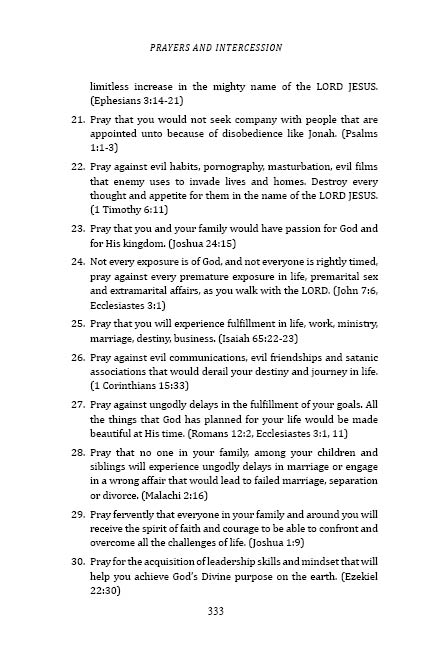 PRAYERS AND INTERCESSION
limitless increase in the mighty name of the LORD JESUS.
(Ephesians 3:14-21)
21. Pray that you would not seek company with people that are
appointed unto because of disobedience like Jonah. (Psalms
1:1-3)
22. Pray against evil habits, pornography, masturbation, evil films
that enemy uses to invade lives and homes. Destroy every
thought and appetite for them in the name of the LORD JESUS.
(1 Timothy 6:11)
23. Pray that you and your family would have passion for God and
for His kingdom. (Joshua 24:15)
24. Not every exposure is of God, and not everyone is rightly timed,
pray against every premature exposure in life, premarital sex
and extramarital affairs, as you walk with the LORD. (John 7:6,
Ecclesiastes 3:1)
25. Pray that you will experience fulfillment in life, work, ministry,
marriage, destiny, business. (Isaiah 65:22-23)
26. Pray against evil communications, evil friendships and satanic
associations that would derail your destiny and journey in life.
(1 Corinthians 15:33)
27. Pray against ungodly delays in the fulfillment of your goals. All
the things that God has planned for your life would be made
beautiful at His time. (Romans 12:2, Ecclesiastes 3:1, 11)
28. Pray that no one in your family, among your children and
siblings will experience ungodly delays in marriage or engage
in a wrong affair that would lead to failed marriage, separation
or divorce. (Malachi 2:16)
29. Pray fervently that everyone in your family and around you will
receive the spirit of faith and courage to be able to confront and
overcome all the challenges of life. (Joshua 1:9)
30. Pray for the acquisition of leadership skills and mindset that will
help you achieve God's Divine purpose on the earth. (Ezekiel
22:30)
333